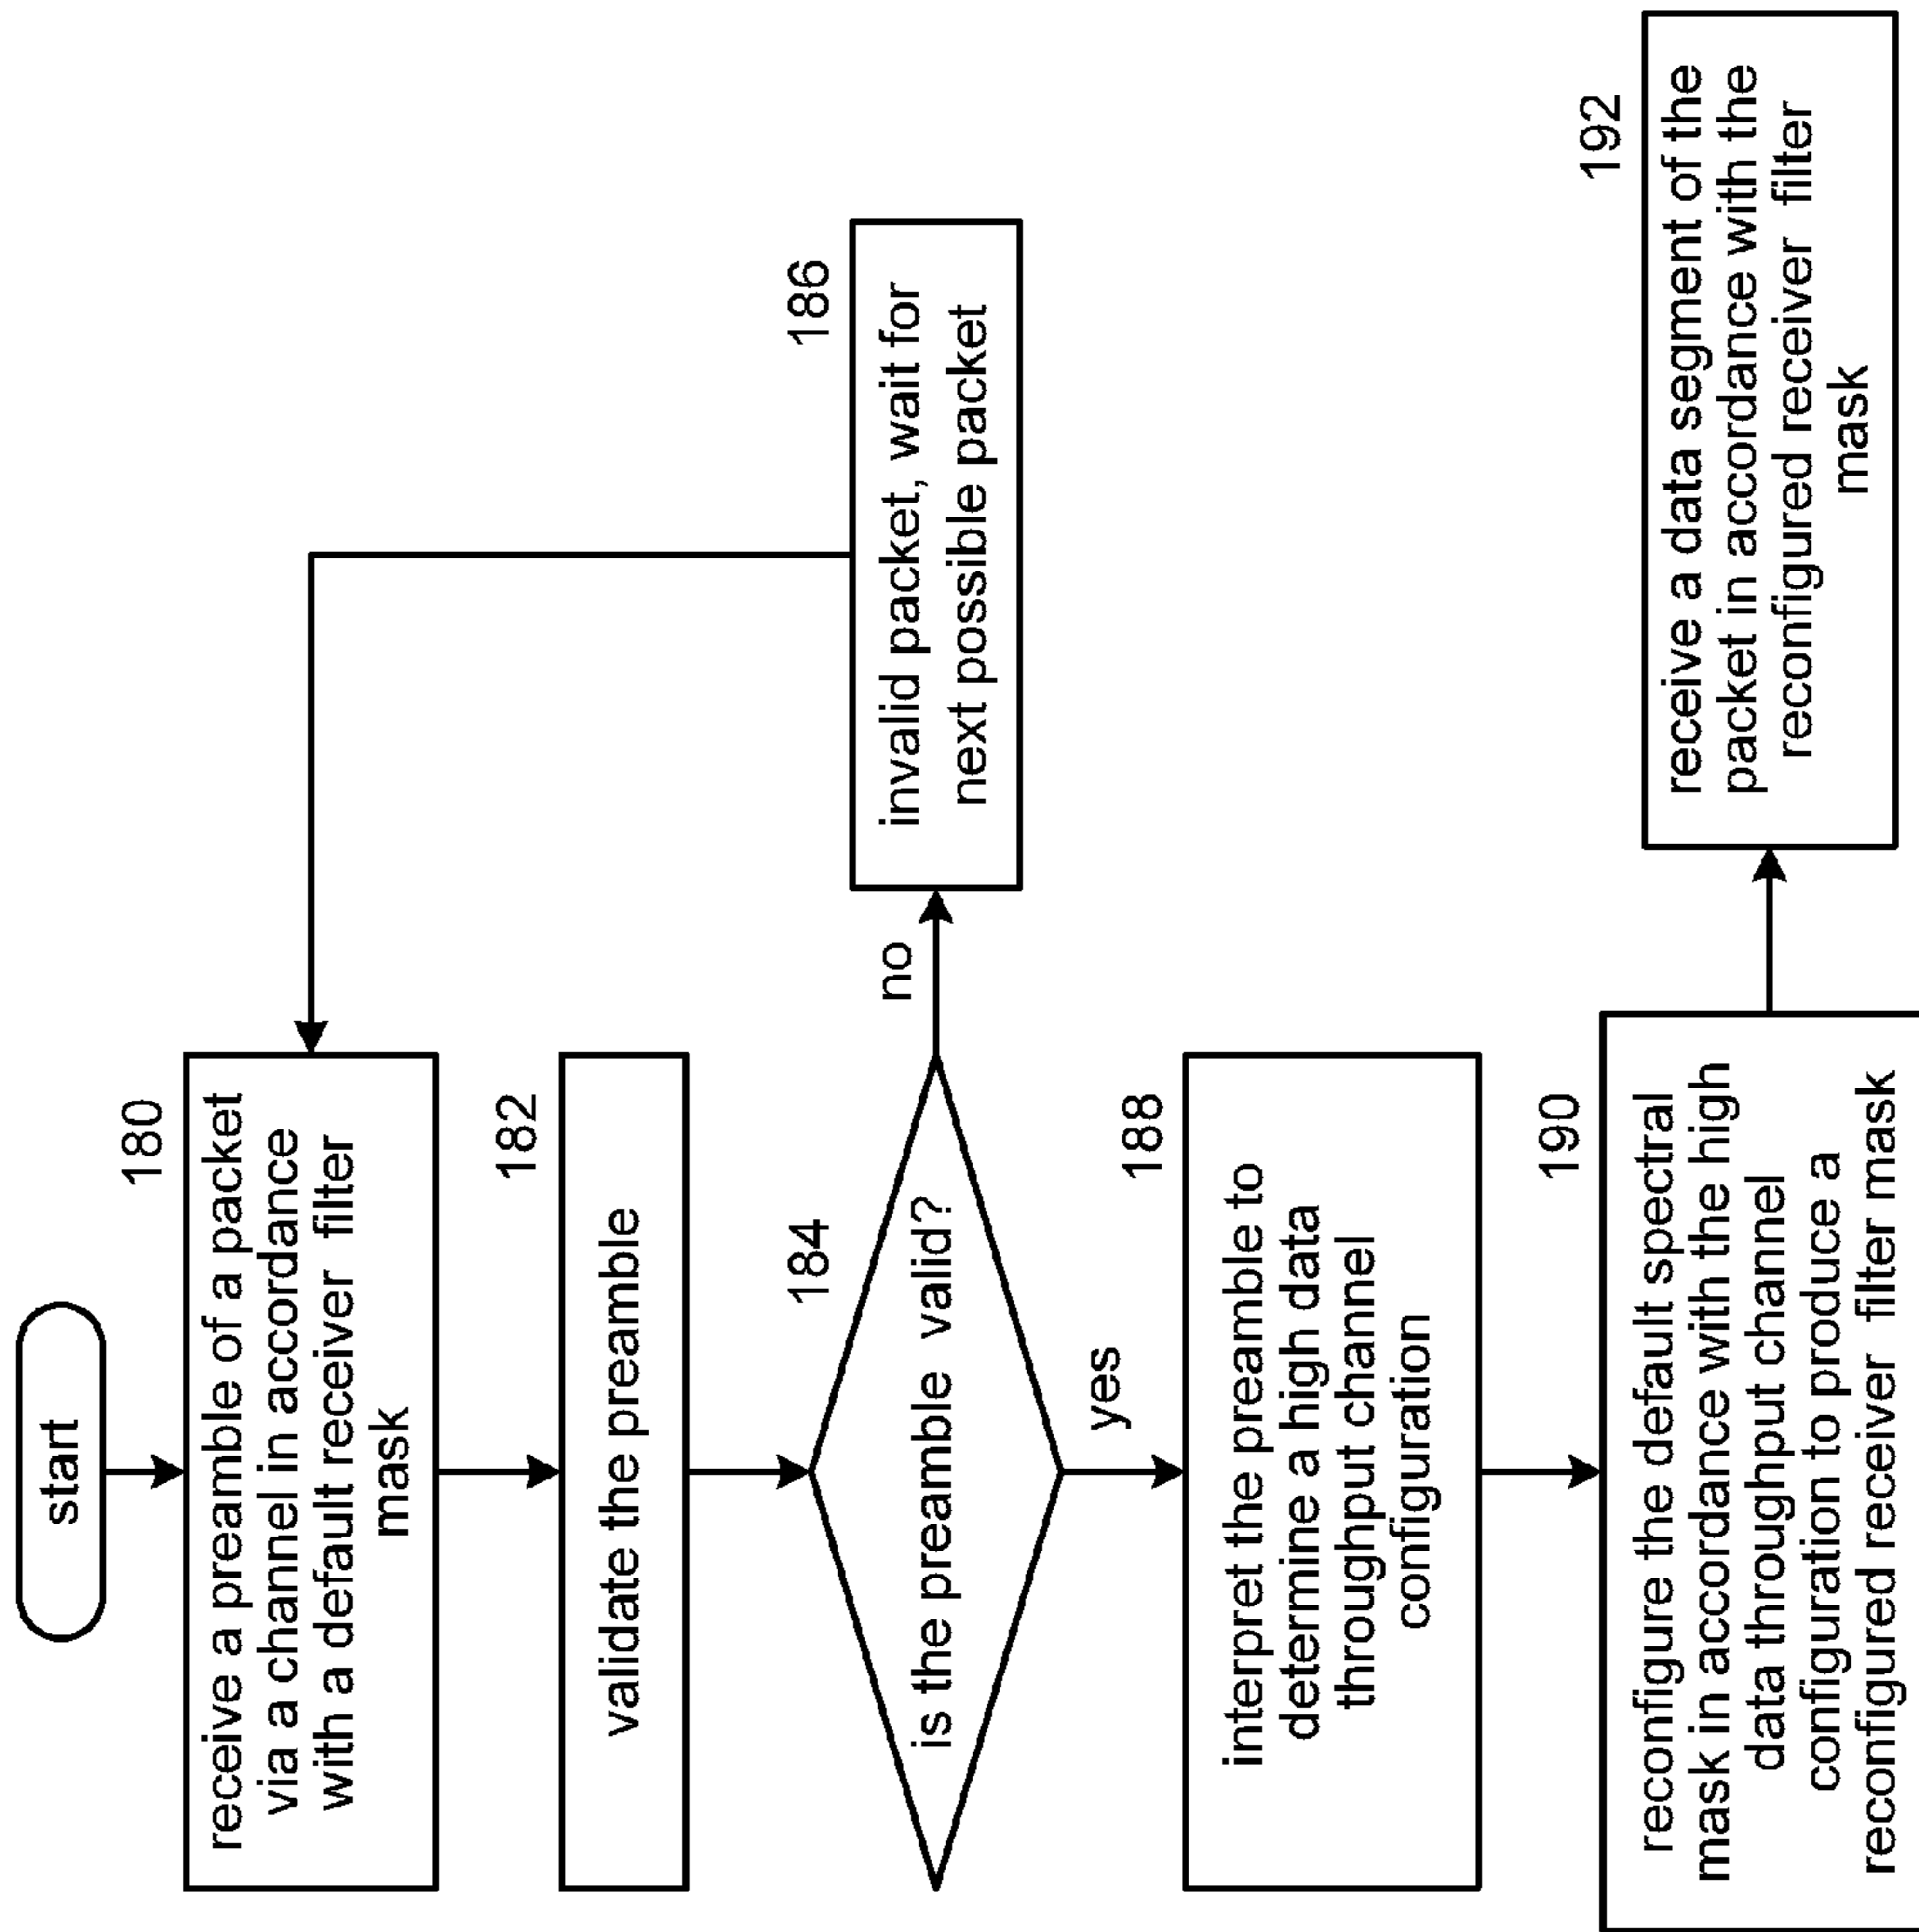 start
180
receive a preamble of a packet
via a channel in accordance
with a default receiver filter
mask
182
validate the preamble
184
is the preamble valid?
no
186
invalid packet, wait for
next possible packet
yes
188
interpret the preamble to
determine a high data
throughput channel
configuration
190
reconfigure the default spectral
mask in accordance with the high
data throughput channel
configuration to produce a
reconfigured receiver filter mask
192
receive a data segment of the
packet in accordance with the
reconfigured receiver filter
mask